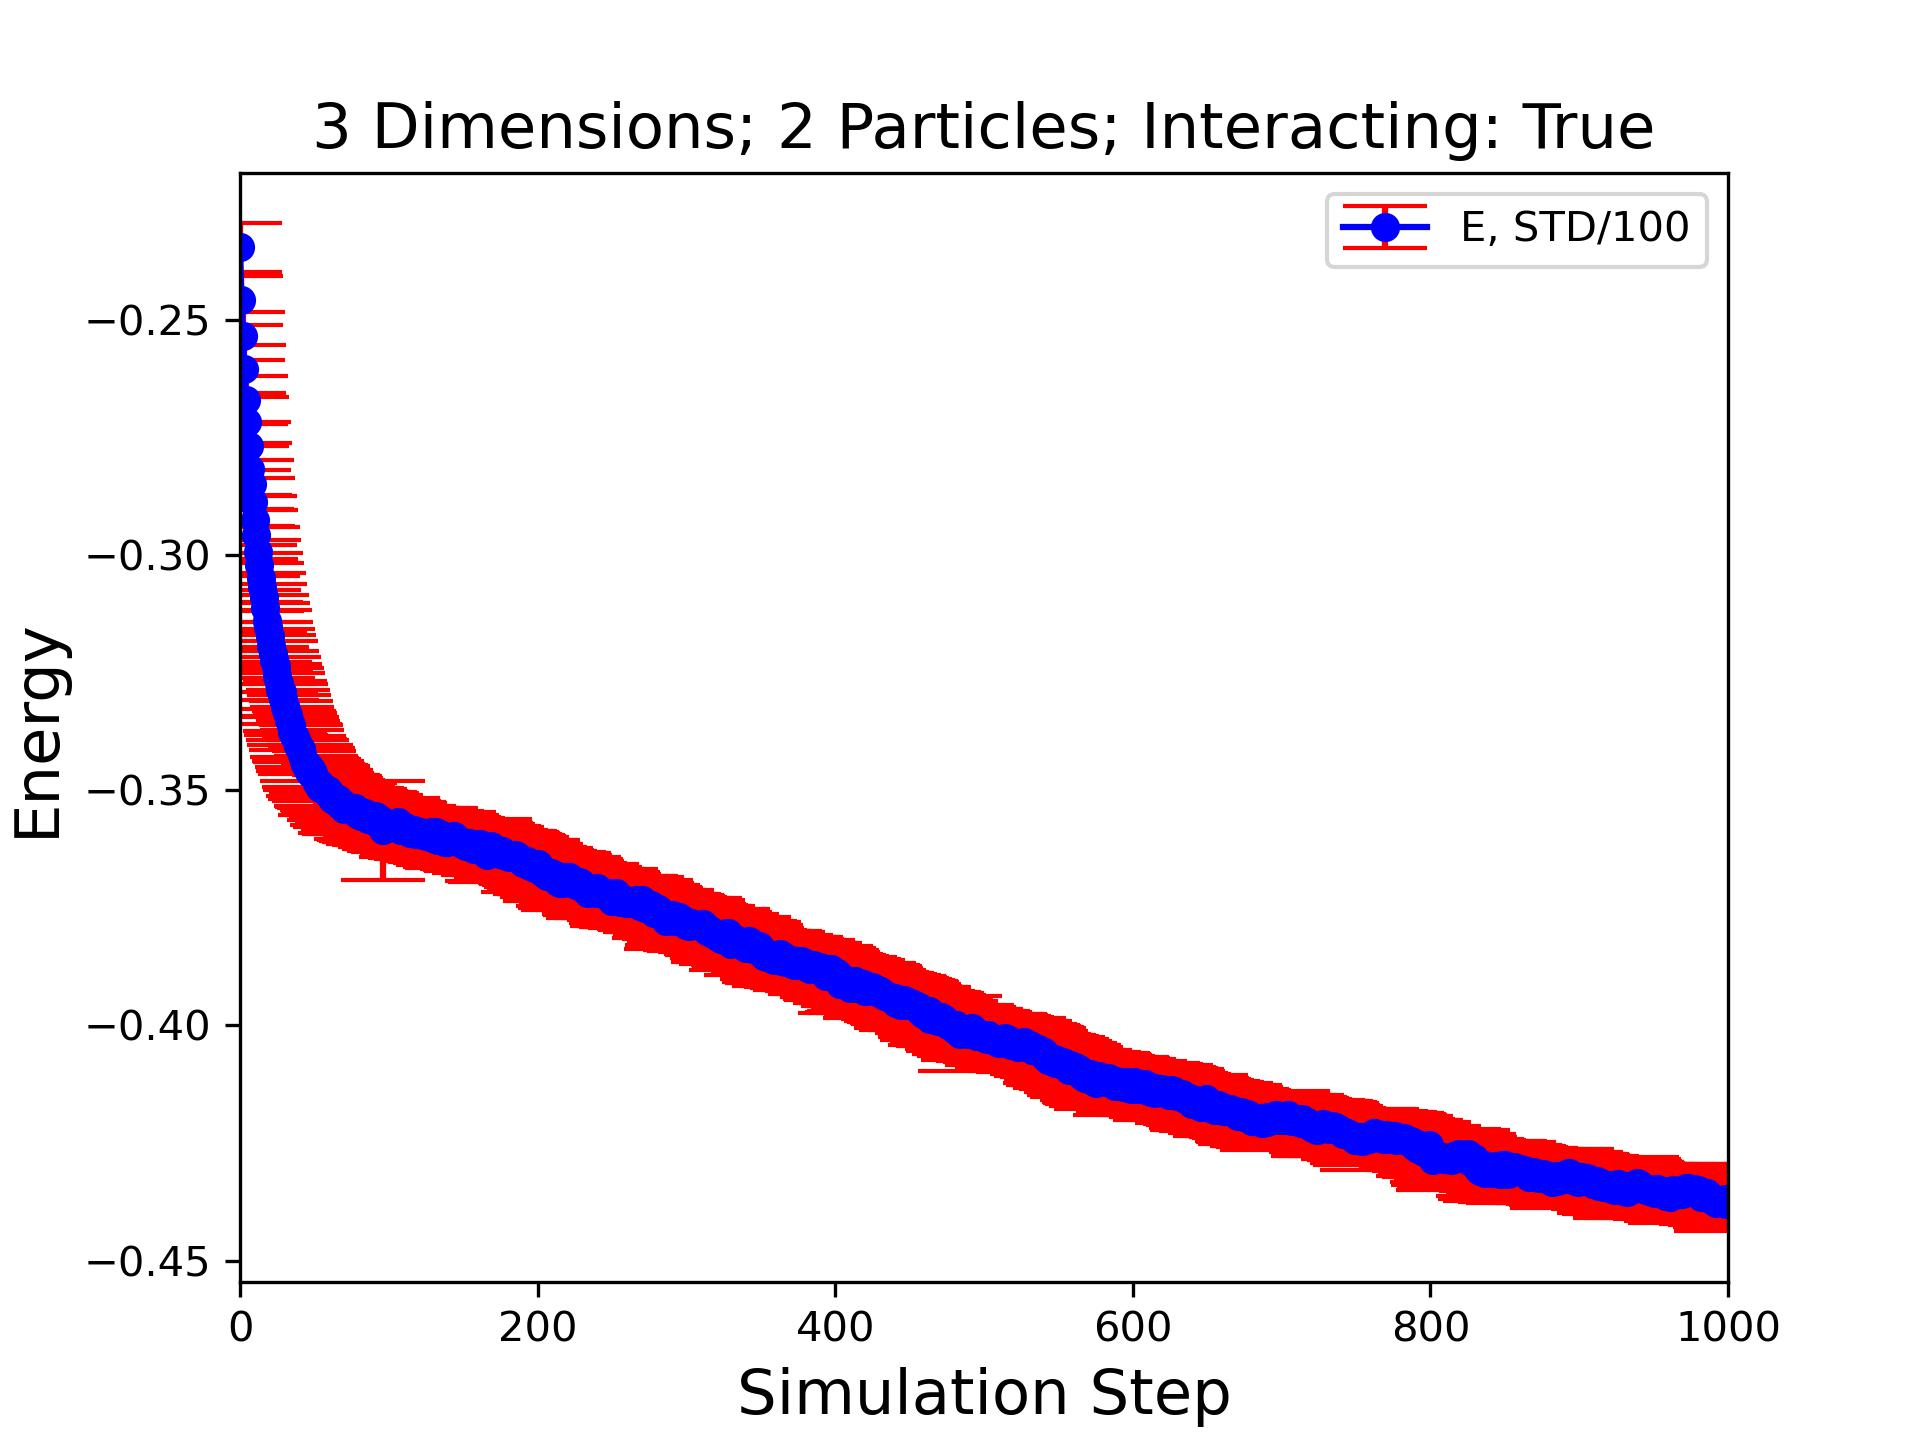 3 Dimensions; 2 Particles; Interacting: True
E, STD/100
Energy
−0.25
−0.30
−0.35
−0.40
−0.45
0 200 400 600 800 1000
Simulation Step